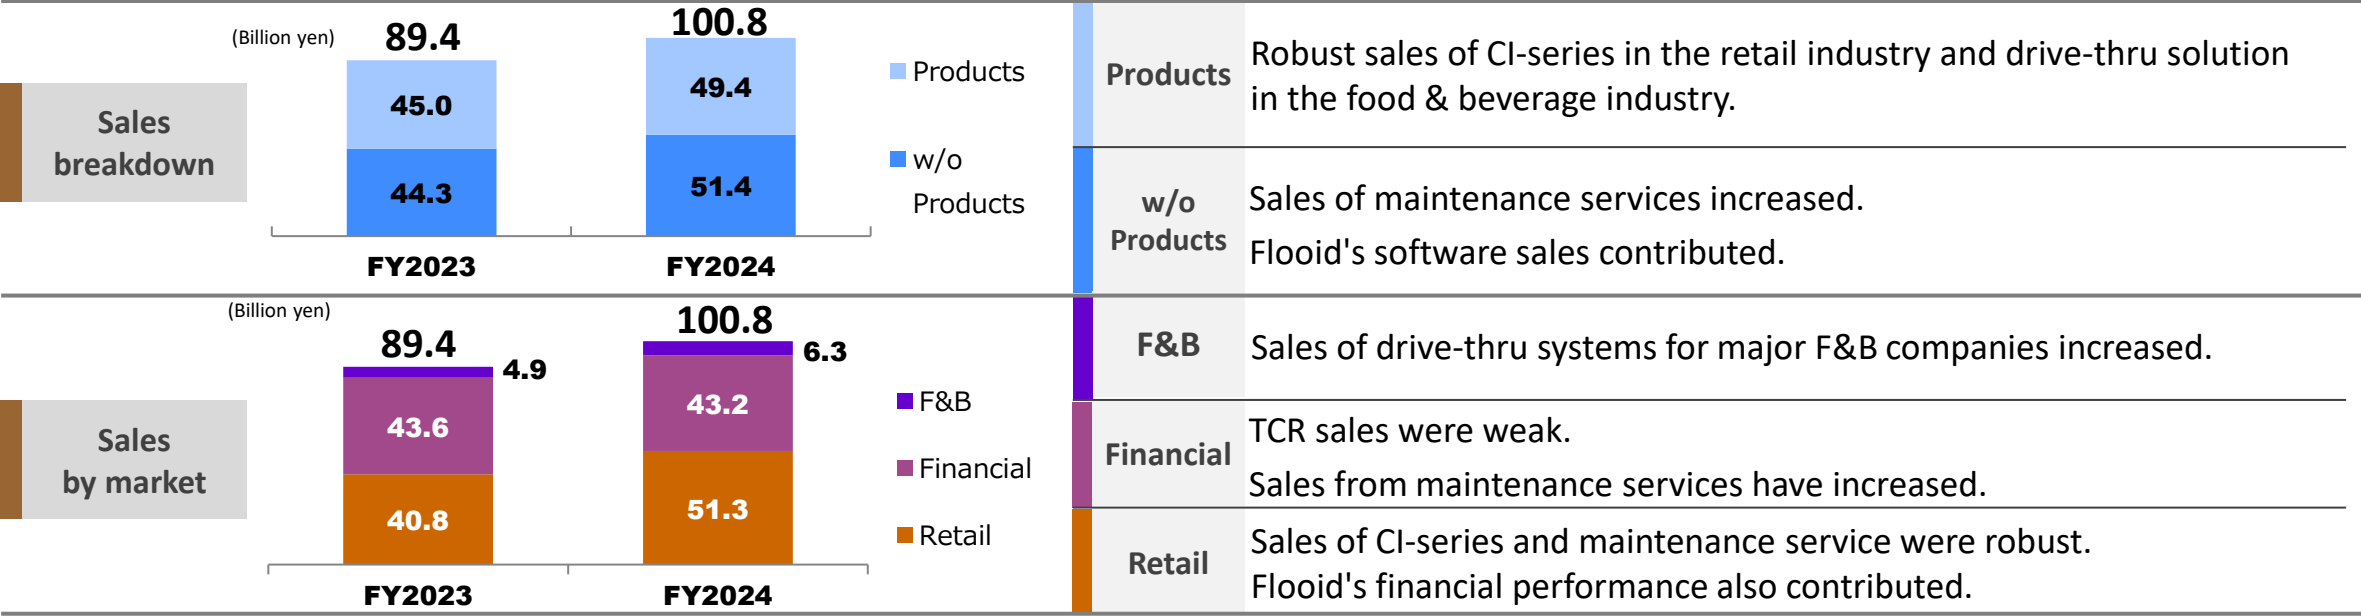 Sales
breakdown
(Billion yen)
89.4
100.8
45.0
49.4
44.3
51.4
FY2023
FY2024
Products
w/o
Products
Products
Robust sales of CI-series in the retail industry and drive-thru solution
in the food & beverage industry.
w/o
Products
Sales of maintenance services increased.
Flooid's software sales contributed.
Sales
by market
(Billion yen)
89.4
100.8
4.9
6.3
43.6
43.2
40.8
51.3
FY2023
FY2024
F&B
Financial
Retail
F&B
Sales of drive-thru systems for major F&B companies increased.
Financial
TCR sales were weak.
Sales from maintenance services have increased.
Retail
Sales of CI-series and maintenance service were robust.
Flooid's financial performance also contributed.